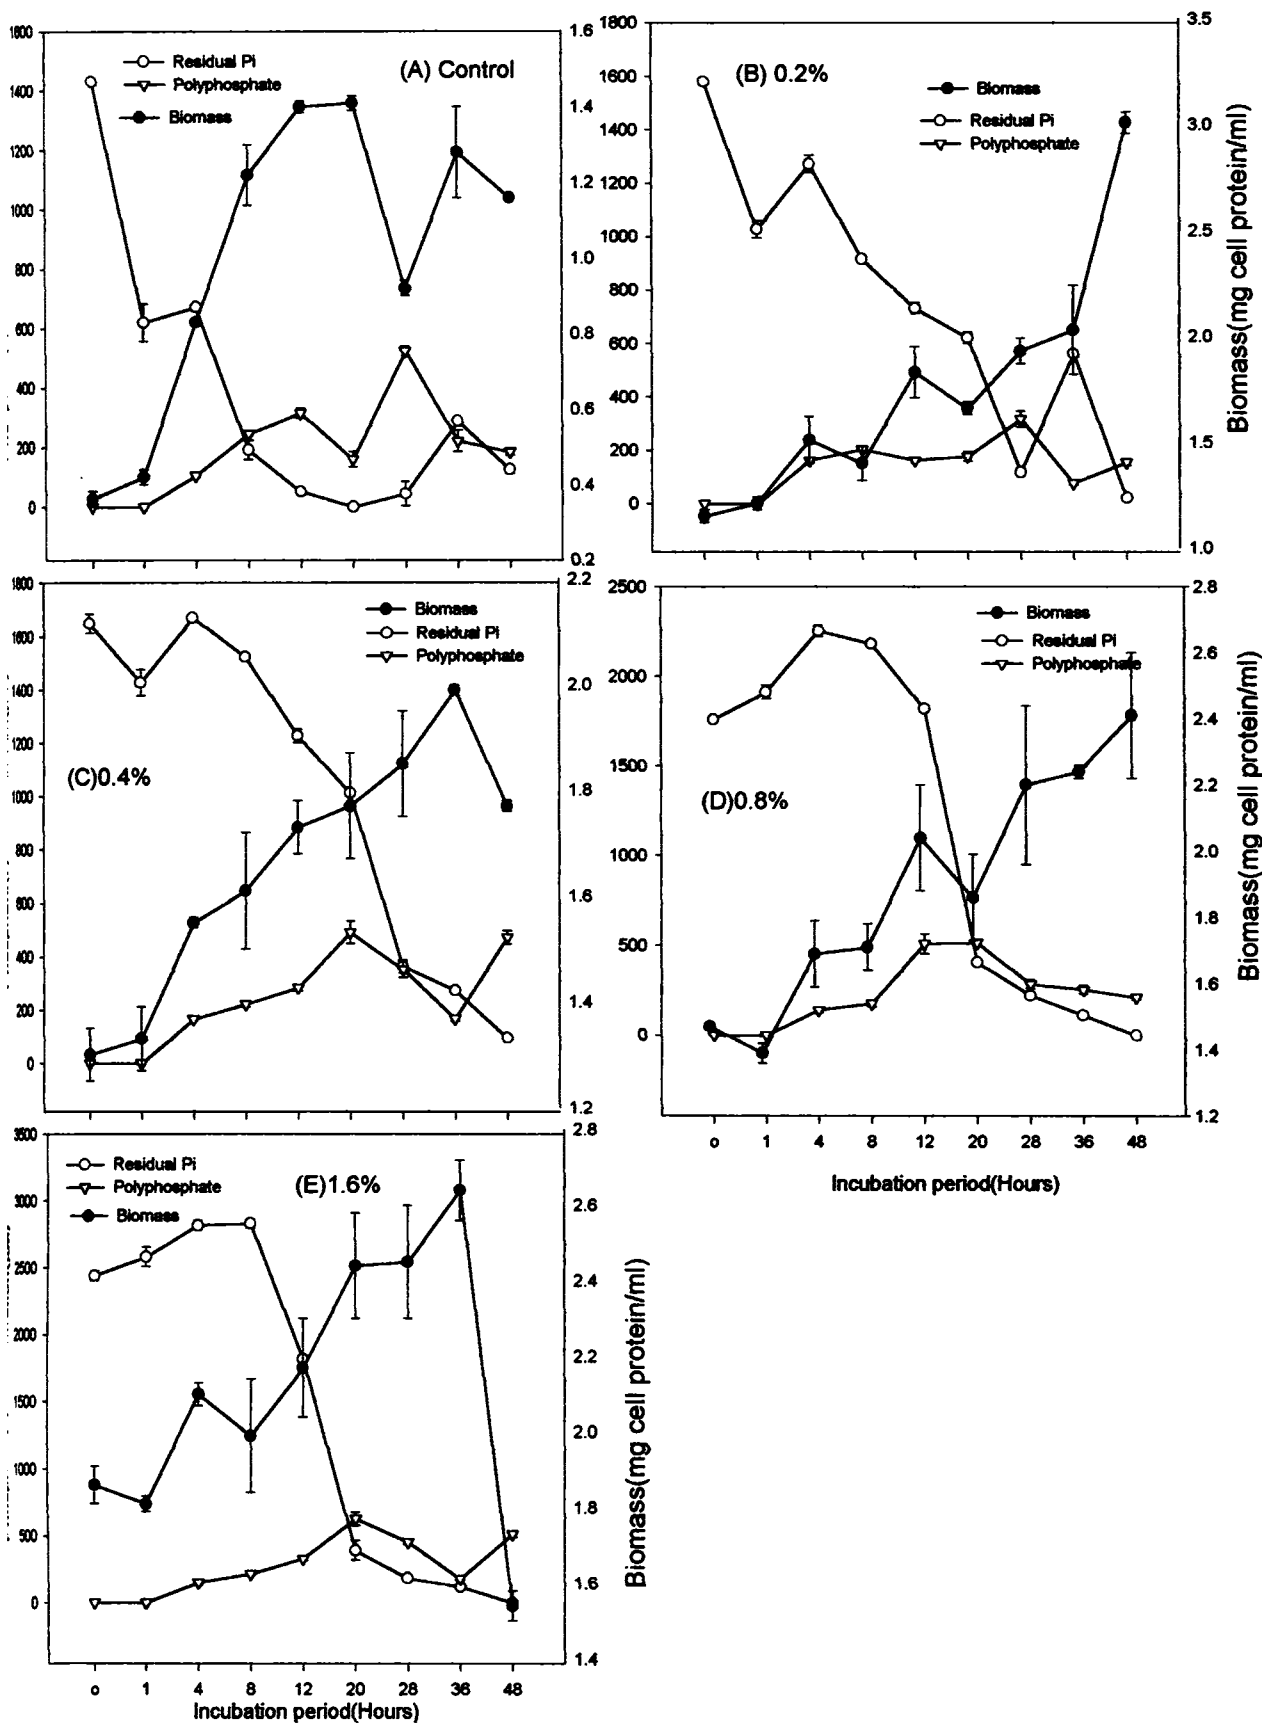 (A) Control
Residual Pi
Polyphosphate
Biomass
1600
1400
1200
1000
800
600
400
200
0
1.6
1.4
1.2
1.0
0.8
0.6
0.4
0.2
(B) 0.2%
Biomass
Residual Pi
Polyphosphate
1800
1600
1400
1200
1000
800
600
400
200
0
3.5
3.0
2.5
2.0
1.5
1.0
Biomass(mg cell protein/ml)
(C)0.4%
Biomass
Residual Pi
Polyphosphate
1800
1600
1400
1200
1000
800
600
400
200
0
2.2
2.0
1.8
1.6
1.4
1.2
(D)0.8%
Biomass
Residual Pi
Polyphosphate
2500
2000
1500
1000
500
0
2.8
2.6
2.4
2.2
2.0
1.8
1.6
1.4
1.2
Biomass(mg cell protein/ml)
o 1 4 8 12 20 28 36 48
Incubation period(Hours)
(E)1.6%
Residual Pi
Polyphosphate
Biomass
3500
3000
2500
2000
1500
1000
500
0
2.8
2.6
2.4
2.2
2.0
1.8
1.6
1.4
Biomass(mg cell protein/ml)
o 1 4 8 12 20 28 36 48
Incubation period(Hours)